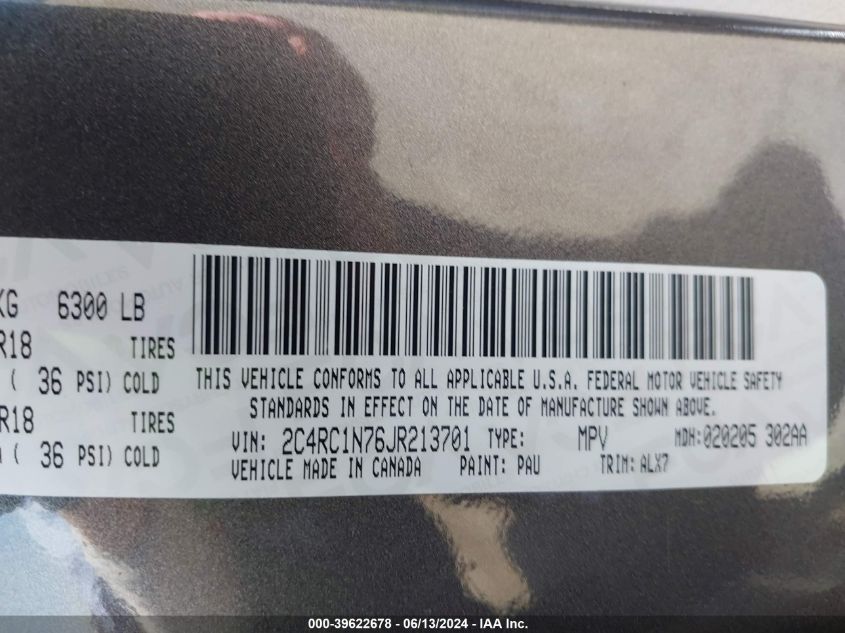 KG 6300 LB
R18 TIRES
( 36 PSI) COLD
R18 TIRES
( 36 PSI) COLD
THIS VEHICLE CONFORMS TO ALL APPLICABLE U.S.A. FEDERAL MOTOR VEHICLE SAFETY
STANDARDS IN EFFECT ON THE DATE OF MANUFACTURE SHOWN ABOVE.
VIN: 2C4RC1N76JR213701 TYPE: MPV MDH:020205 302AA
VEHICLE MADE IN CANADA PAINT: PAU TRIM: ALX7
000-39622678 - 06/13/2024 - IAA Inc.